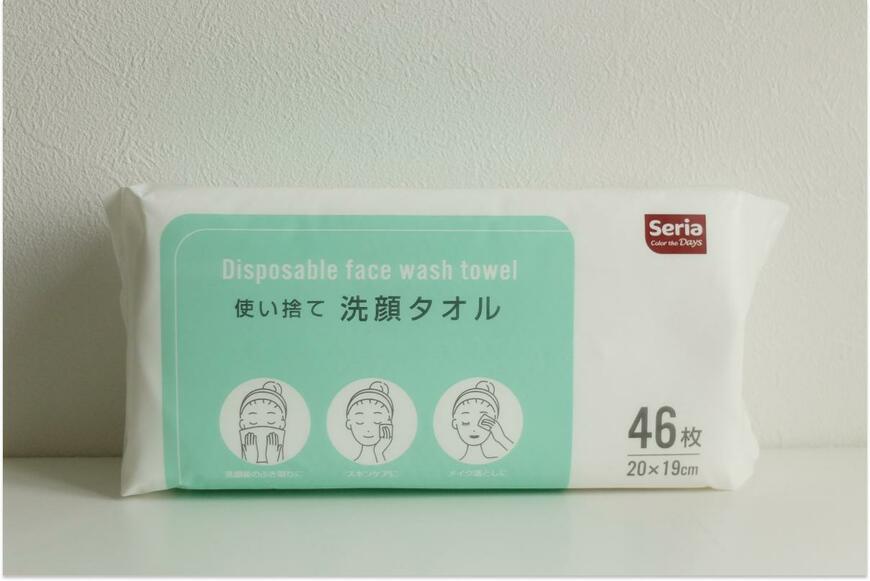 Seria
Color the Days
Disposable face wash towel
使い捨て 洗顔タオル
洗顔後のふき取りに
スキンケアに
メイク落としに
46枚
20×19cm